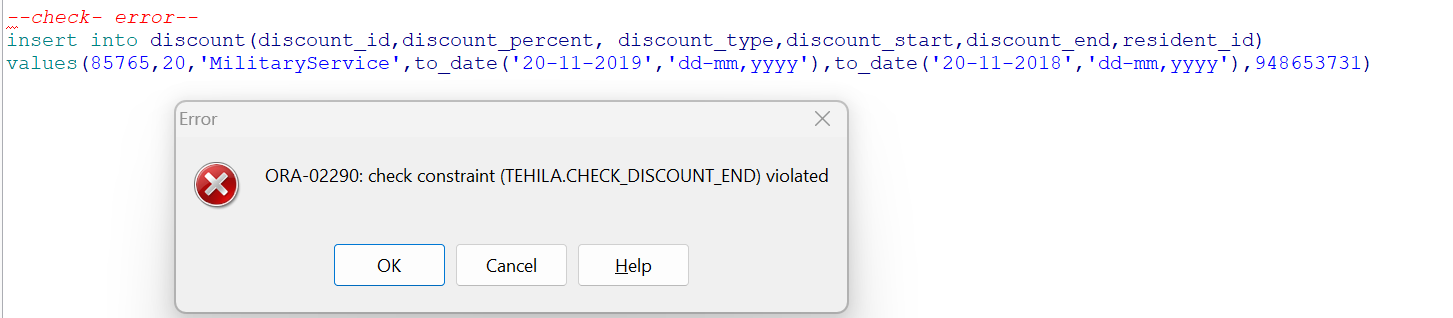 --check- error--
insert into discount(discount_id,discount_percent, discount_type,discount_start,discount_end,resident_id)
values(85765,20,'MilitaryService',to_date('20-11-2019','dd-mm,yyyy'),to_date('20-11-2018','dd-mm,yyyy'),948653731)
Error
ORA-02290: check constraint (TEHILA.CHECK_DISCOUNT_END) violated
OK Cancel Help